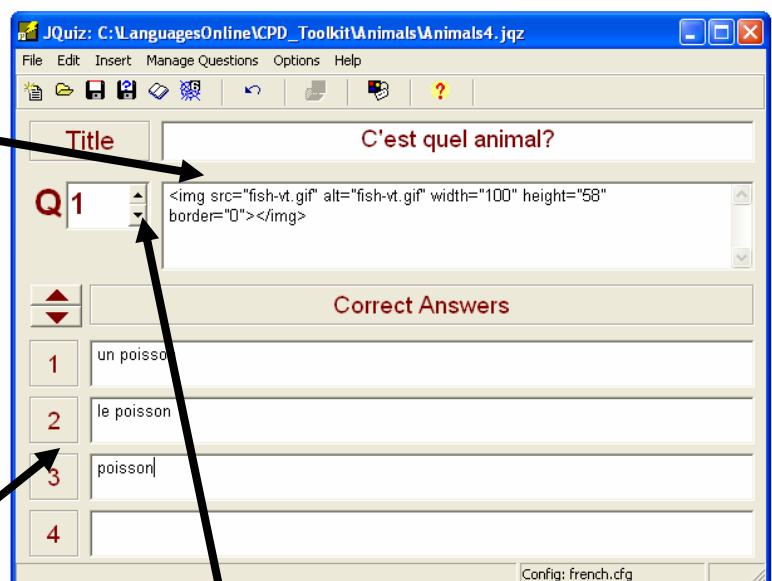 JQuiz: C:\LanguagesOnline\CPD_Toolkit\Animals\Animals4.jqz
File Edit Insert Manage Questions Options Help
Title
C'est quel animal?
Q 1
<img src="fish-vt.gif" alt="fish-vt.gif" width="100" height="58"
border="0"></img>
Correct Answers
1 un poisson
2 le poisson
3 poisson
4
Config: french.cfg